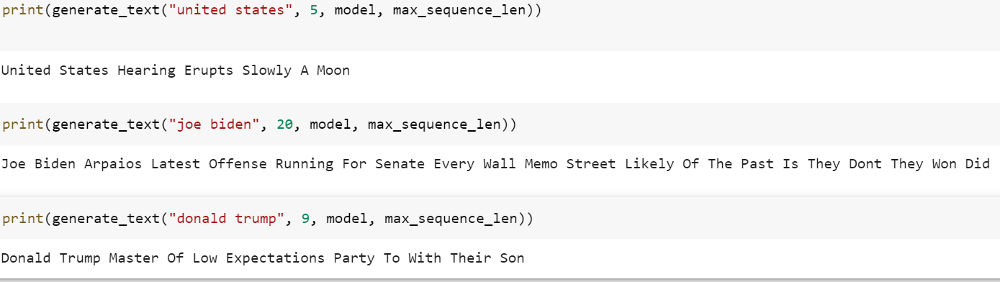 print(generate_text("united states", 5, model, max_sequence_len))
United States Hearing Erupts Slowly A Moon
print(generate_text("joe biden", 20, model, max_sequence_len))
Joe Biden Arpaios Latest Offense Running For Senate Every Wall Memo Street Likely Of The Past Is They Dont They Won Did
print(generate_text("donald trump", 9, model, max_sequence_len))
Donald Trump Master Of Low Expectations Party To With Their Son